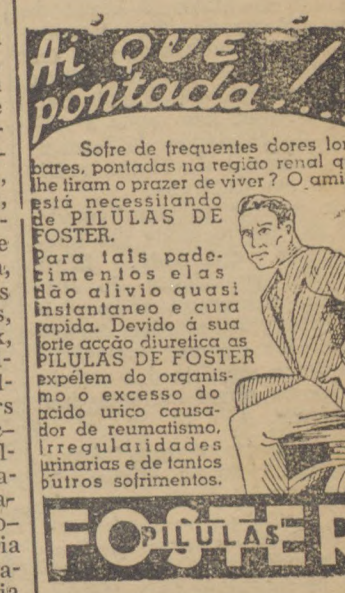 Ai QUE
pontada...!
Sofre de frequentes dores lom
bares, pontadas na região renal q
lhe tiram o prazer de viver? O ami
está necessitando
de PILULAS DE
FOSTER.
Para tais pade-
cimentos elas
dão alivio quasi
instantaneo e cura
rapida. Devido á sua
forte acção diuretica as
PILULAS DE FOSTER
expélem do organis-
mo o excesso do
acido urico causa-
dor de reumatismo,
irregularidades
urinarias e de tantos
outros sofrimentos.
FOSTER
PILULAS